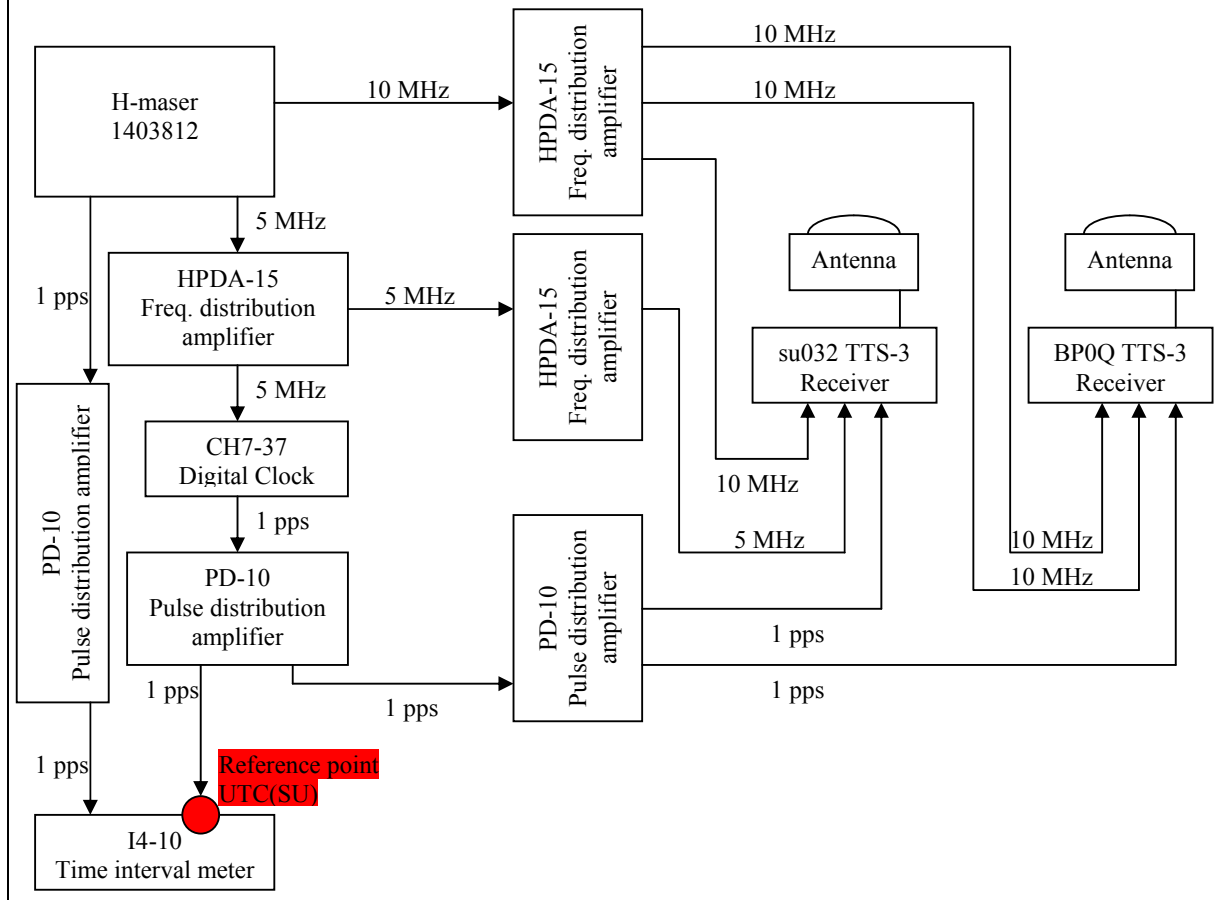 H-maser
1403812
10 MHz
HPDA-15
Freq. distribution
amplifier
10 MHz
10 MHz
5 MHz
1 pps
HPDA-15
Freq. distribution
amplifier
5 MHz
HPDA-15
Freq. distribution
amplifier
Antenna
Antenna
su032 TTS-3
Receiver
BP0Q TTS-3
Receiver
5 MHz
CH7-37
Digital Clock
10 MHz
5 MHz
10 MHz
10 MHz
1 pps
PD-10
Pulse distribution amplifier
PD-10
Pulse distribution
amplifier
PD-10
Pulse distribution
amplifier
1 pps
1 pps
1 pps
1 pps
1 pps
Reference point
UTC(SU)
I4-10
Time interval meter